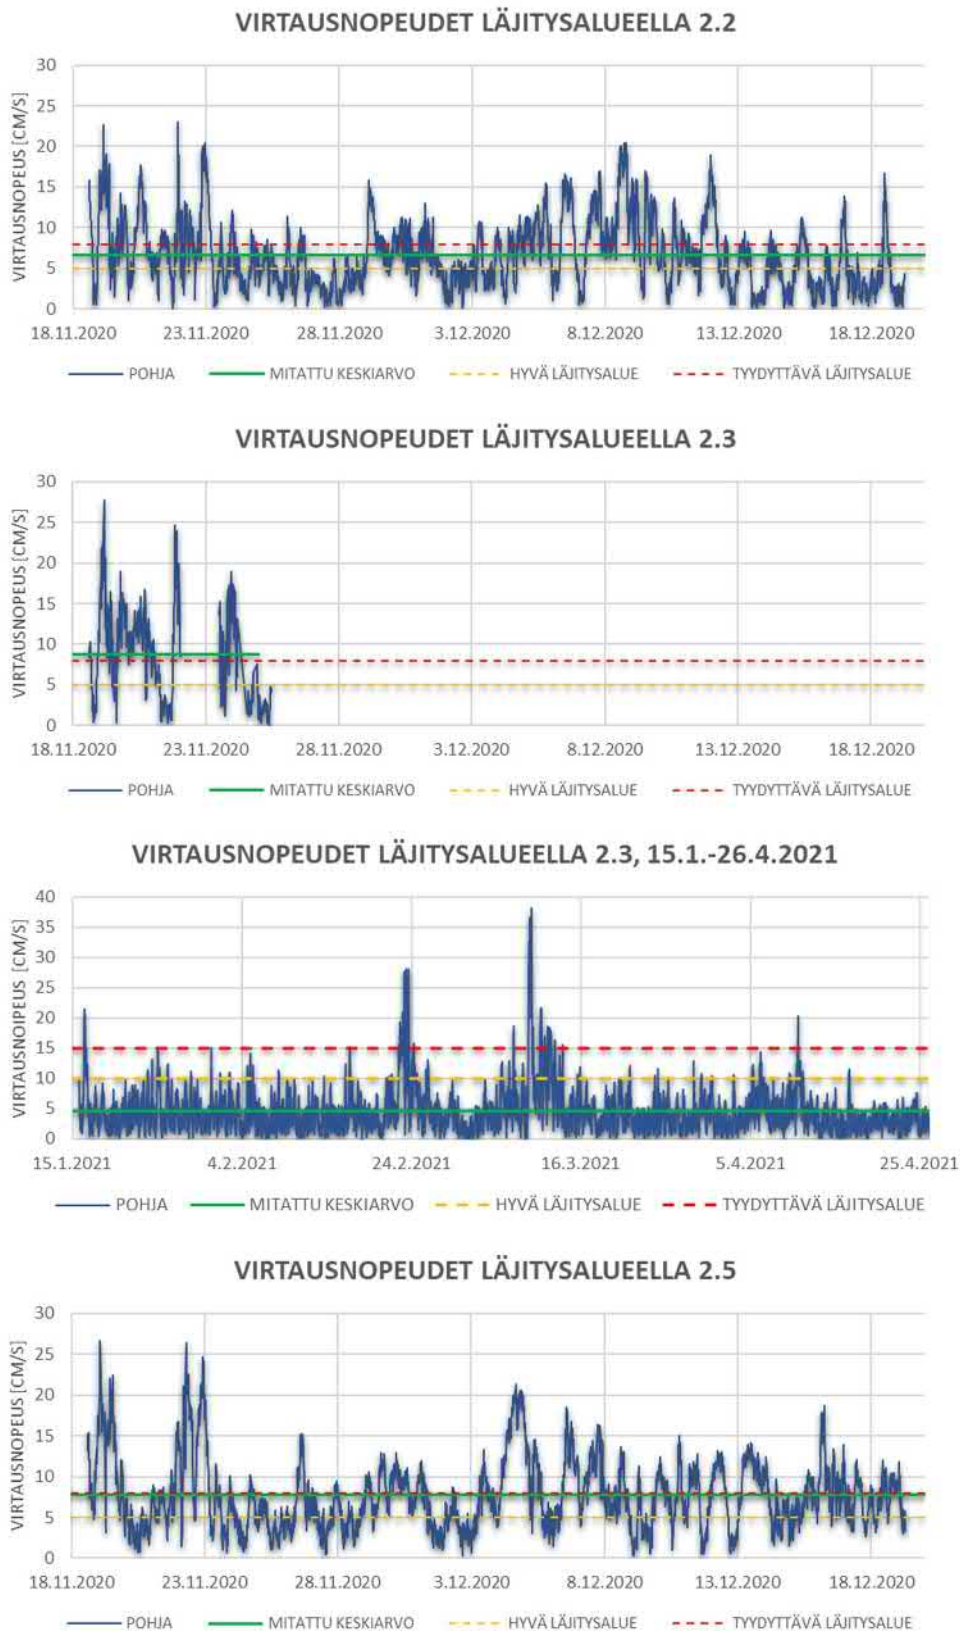 VIRTAUSNOPEUDET LÄJITYSALUEELLA 2.2
VIRTAUSNOPEUS [CM/S]
30
25
20
15
10
5
0
18.11.2020 23.11.2020 28.11.2020 3.12.2020 8.12.2020 13.12.2020 18.12.2020
POHJA MITATTU KESKIARVO HYVÄ LÄJITYSALUE TYYDYTTÄVÄ LÄJITYSALUE
VIRTAUSNOPEUDET LÄJITYSALUEELLA 2.3
VIRTAUSNOPEUS [CM/S]
30
25
20
15
10
5
0
18.11.2020 23.11.2020 28.11.2020 3.12.2020 8.12.2020 13.12.2020 18.12.2020
POHJA MITATTU KESKIARVO HYVÄ LÄJITYSALUE TYYDYTTÄVÄ LÄJITYSALUE
VIRTAUSNOPEUDET LÄJITYSALUEELLA 2.3, 15.1.-26.4.2021
VIRTAUSNOIPEUS [CM/S]
40
35
30
25
20
15
10
5
0
15.1.2021 4.2.2021 24.2.2021 16.3.2021 5.4.2021 25.4.2021
POHJA MITATTU KESKIARVO HYVÄ LÄJITYSALUE TYYDYTTÄVÄ LÄJITYSALUE
VIRTAUSNOPEUDET LÄJITYSALUEELLA 2.5
VIRTAUSNOPEUS [CM/S]
30
25
20
15
10
5
0
18.11.2020 23.11.2020 28.11.2020 3.12.2020 8.12.2020 13.12.2020 18.12.2020
POHJA MITATTU KESKIARVO HYVÄ LÄJITYSALUE TYYDYTTÄVÄ LÄJITYSALUE